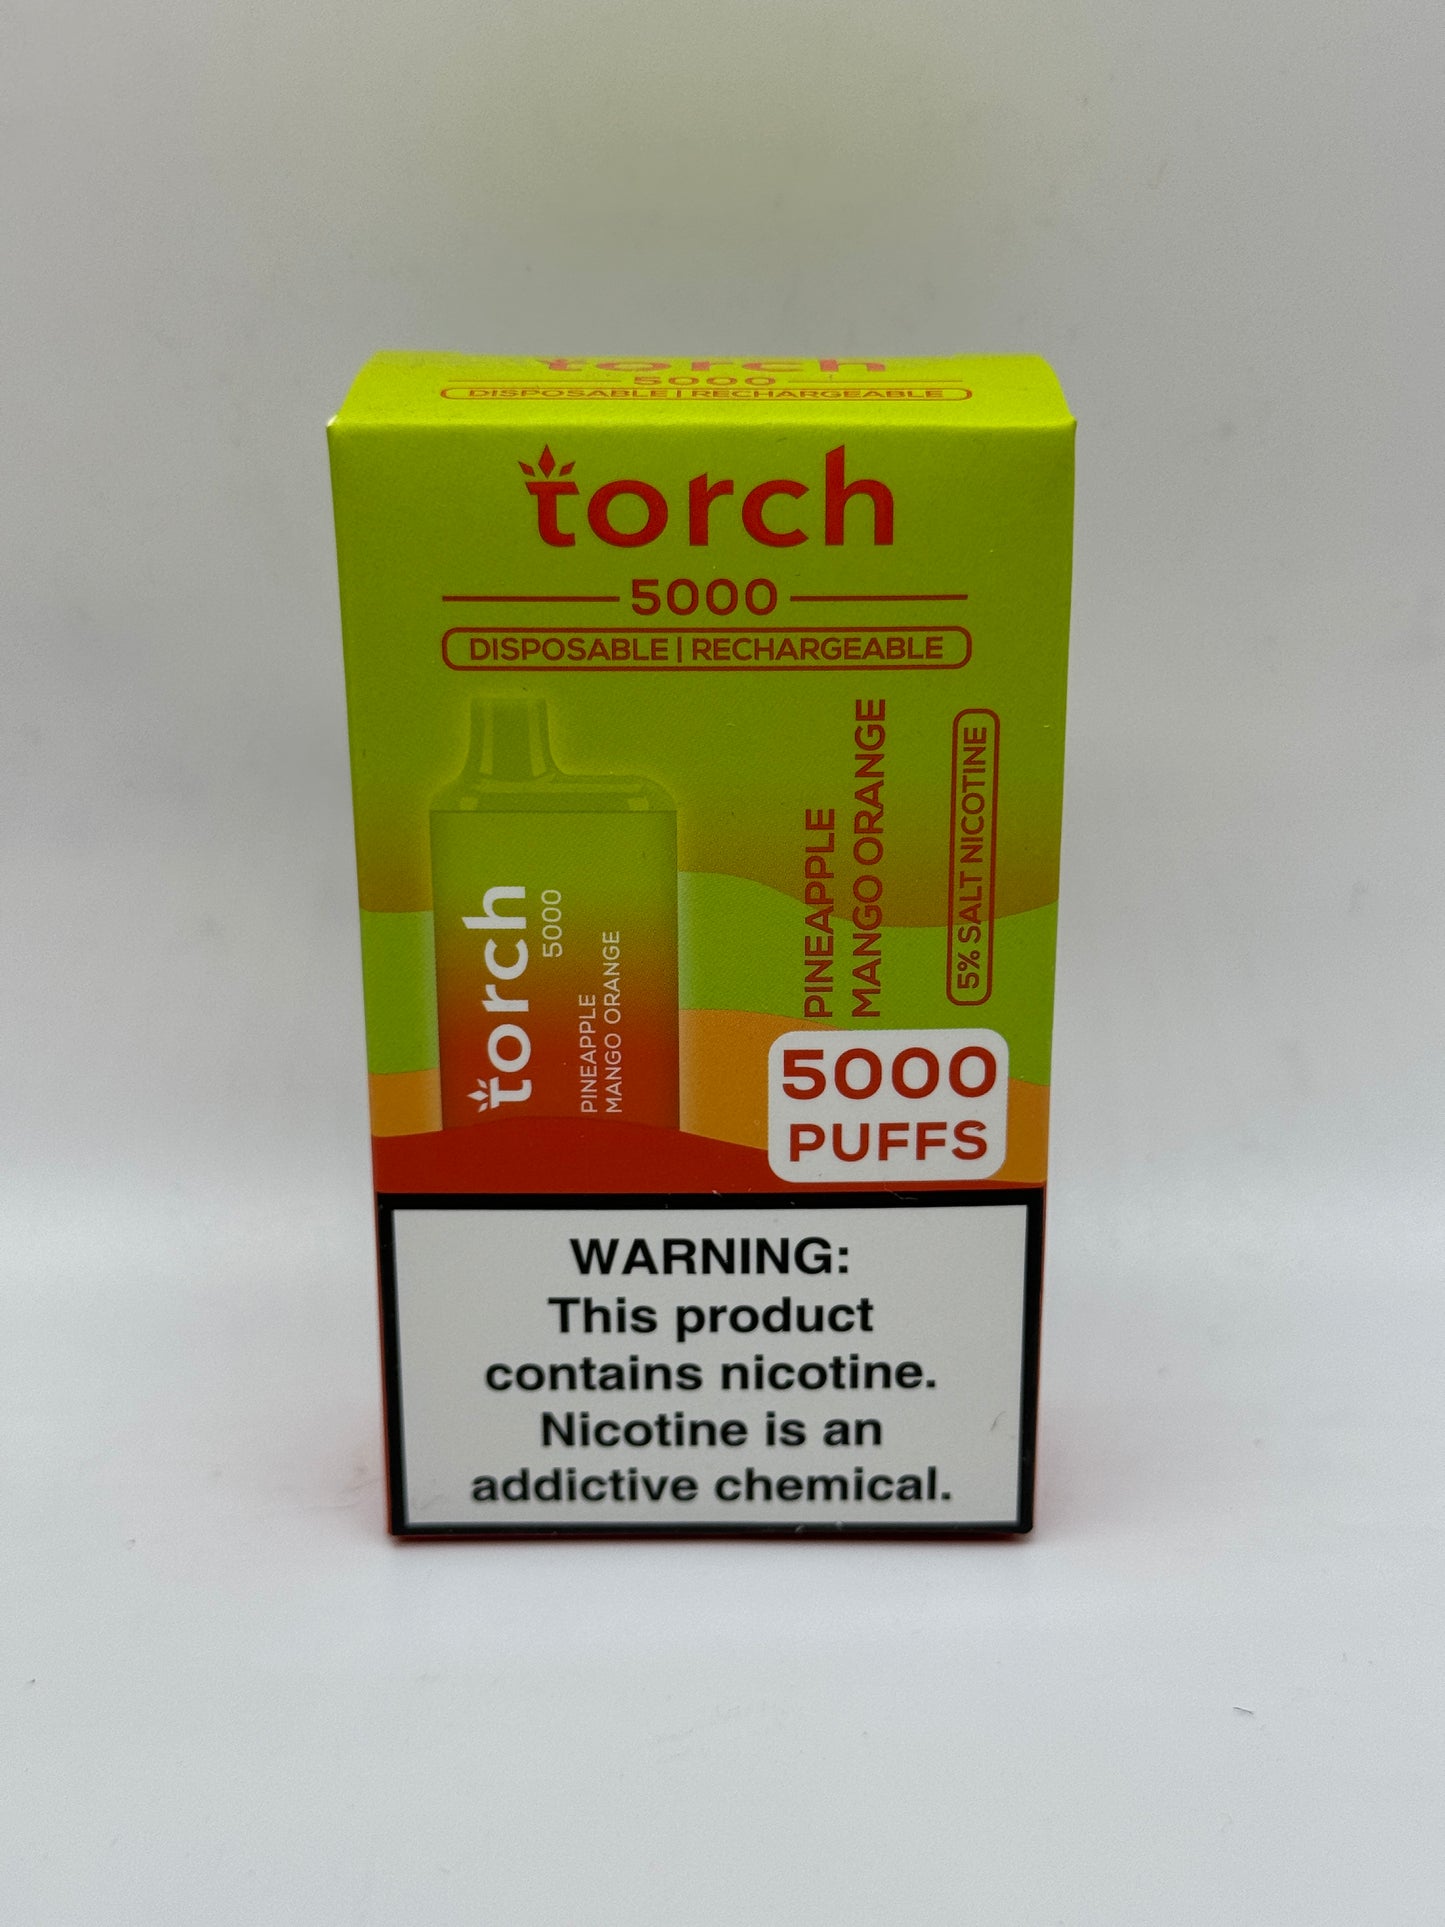 torch
5000
DISPOSABLE | RECHARGEABLE
torch
5000
DISPOSABLE | RECHARGEABLE
torch
5000
PINEAPPLE
MANGO ORANGE
PINEAPPLE
MANGO ORANGE
5% SALT NICOTINE
5000
PUFFS
WARNING:
This product
contains nicotine.
Nicotine is an
addictive chemical.